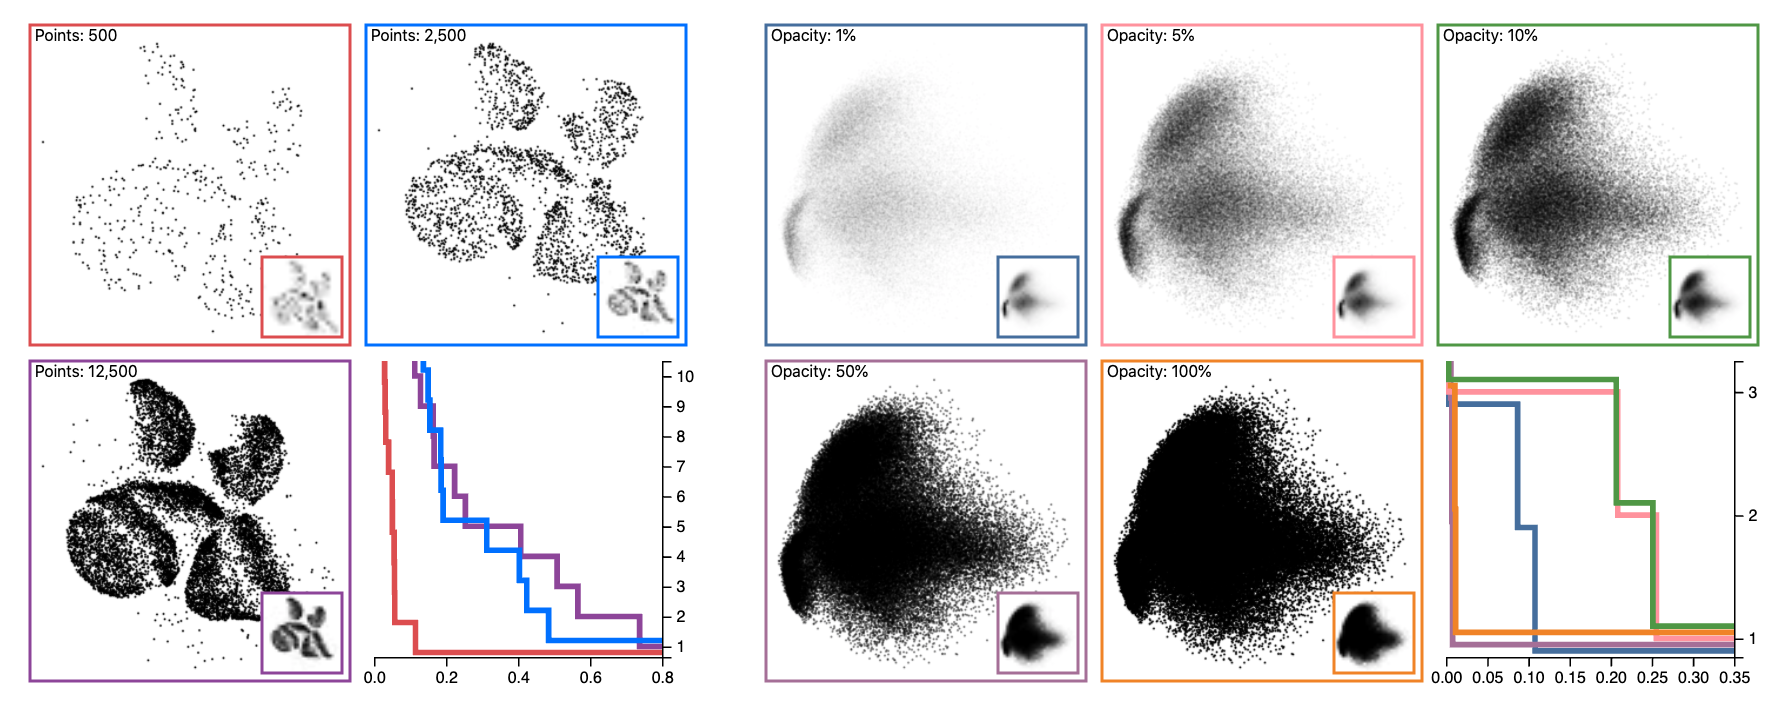 Points: 500
Points: 2,500
Opacity: 1%
Opacity: 5%
Opacity: 10%
Points: 12,500
10
9
8
7
6
5
4
3
2
1
0.0 0.2 0.4 0.6 0.8
Opacity: 50%
Opacity: 100%
3
2
1
0.00 0.05 0.10 0.15 0.20 0.25 0.30 0.35